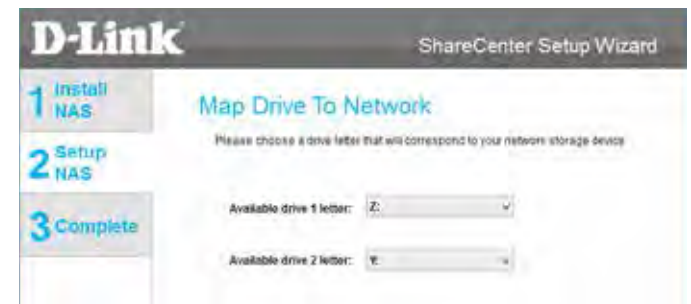 D-Link
ShareCenter Setup Wizard
1 Install NAS
2 Setup NAS
3 Complete
Map Drive To Network
Please choose a drive letter that will correspond to your network storage device
Available drive 1 letter: Z:
Available drive 2 letter: Y: